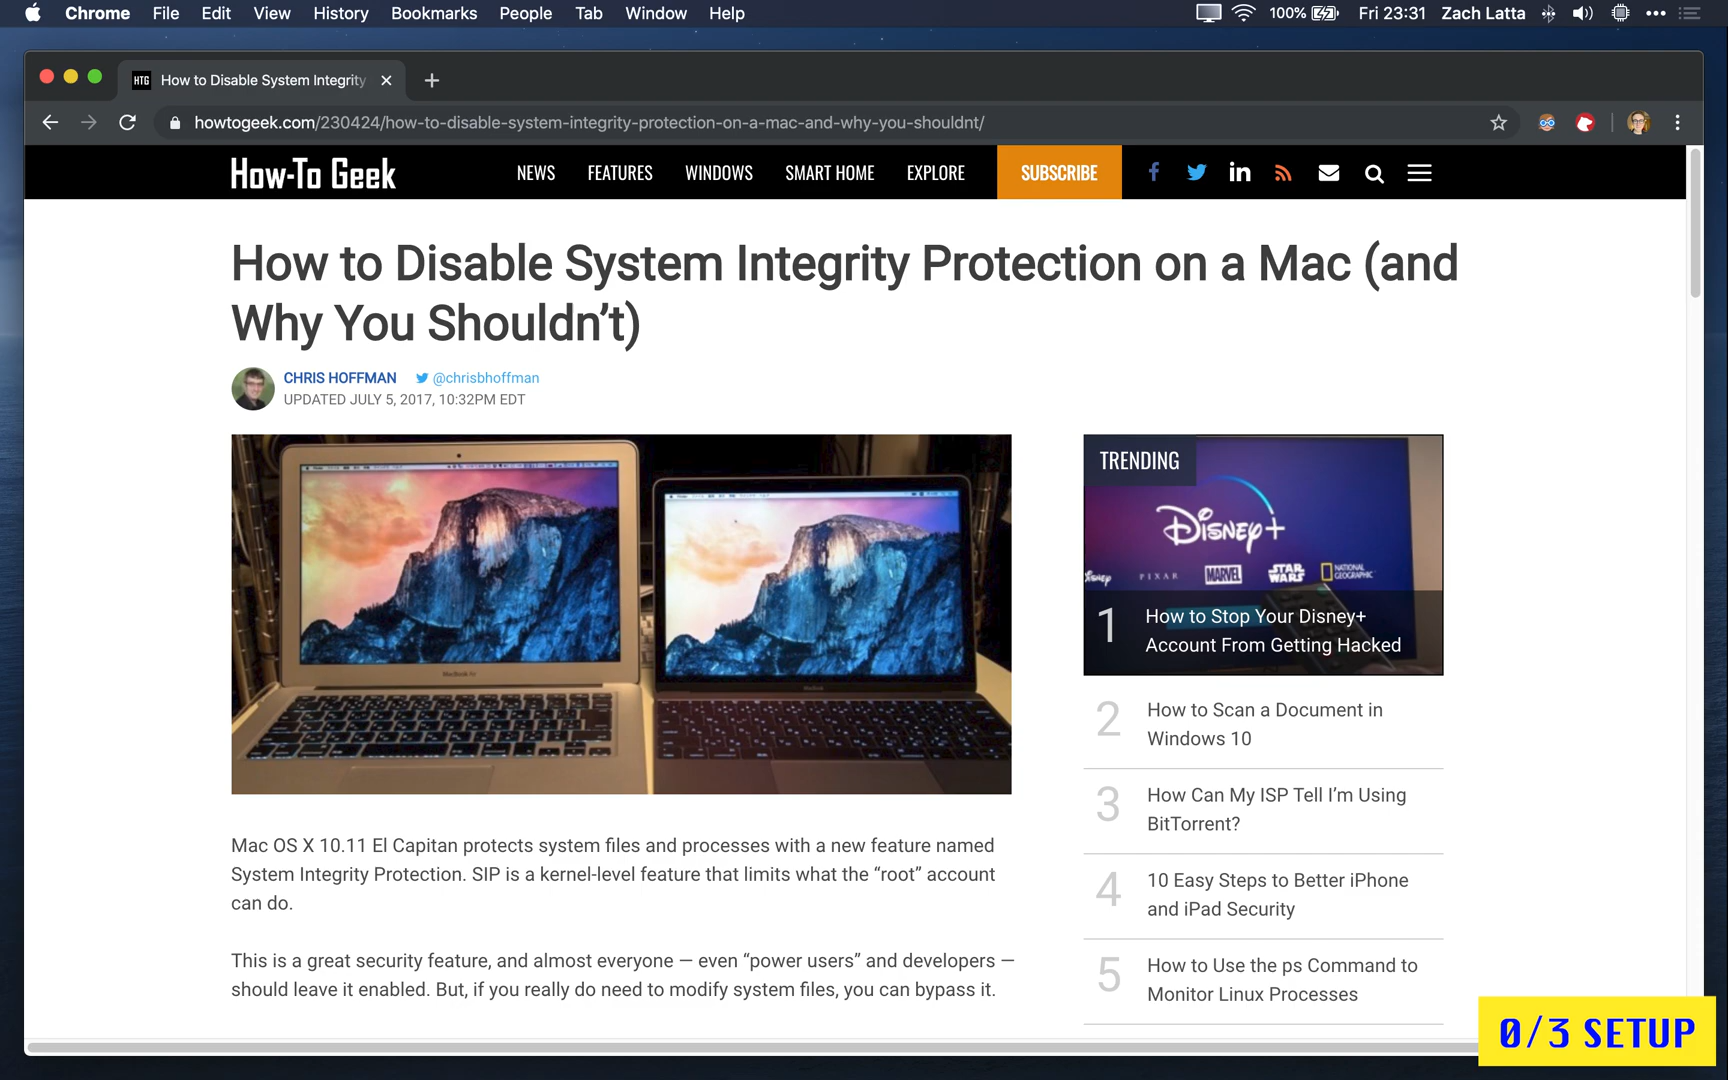 Chrome File Edit View History Bookmarks People Tab Window Help
100% Fri 23:31 Zach Latta
HTG How to Disable System Integrity
howtogeek.com/230424/how-to-disable-system-integrity-protection-on-a-mac-and-why-you-shouldnt/
How-To Geek NEWS FEATURES WINDOWS SMART HOME EXPLORE SUBSCRIBE
How to Disable System Integrity Protection on a Mac (and
Why You Shouldn’t)
CHRIS HOFFMAN @chrisbhoffman
UPDATED JULY 5, 2017, 10:32PM EDT
MacBook Air
MacBook
Mac OS X 10.11 El Capitan protects system files and processes with a new feature named
System Integrity Protection. SIP is a kernel-level feature that limits what the “root” account
can do.
This is a great security feature, and almost everyone — even “power users” and developers —
should leave it enabled. But, if you really do need to modify system files, you can bypass it.
TRENDING
Disney+
Disney PIXAR MARVEL STAR WARS NATIONAL GEOGRAPHIC
1 How to Stop Your Disney+
Account From Getting Hacked
2 How to Scan a Document in
Windows 10
3 How Can My ISP Tell I’m Using
BitTorrent?
4 10 Easy Steps to Better iPhone
and iPad Security
5 How to Use the ps Command to
Monitor Linux Processes
0/3 SETUP